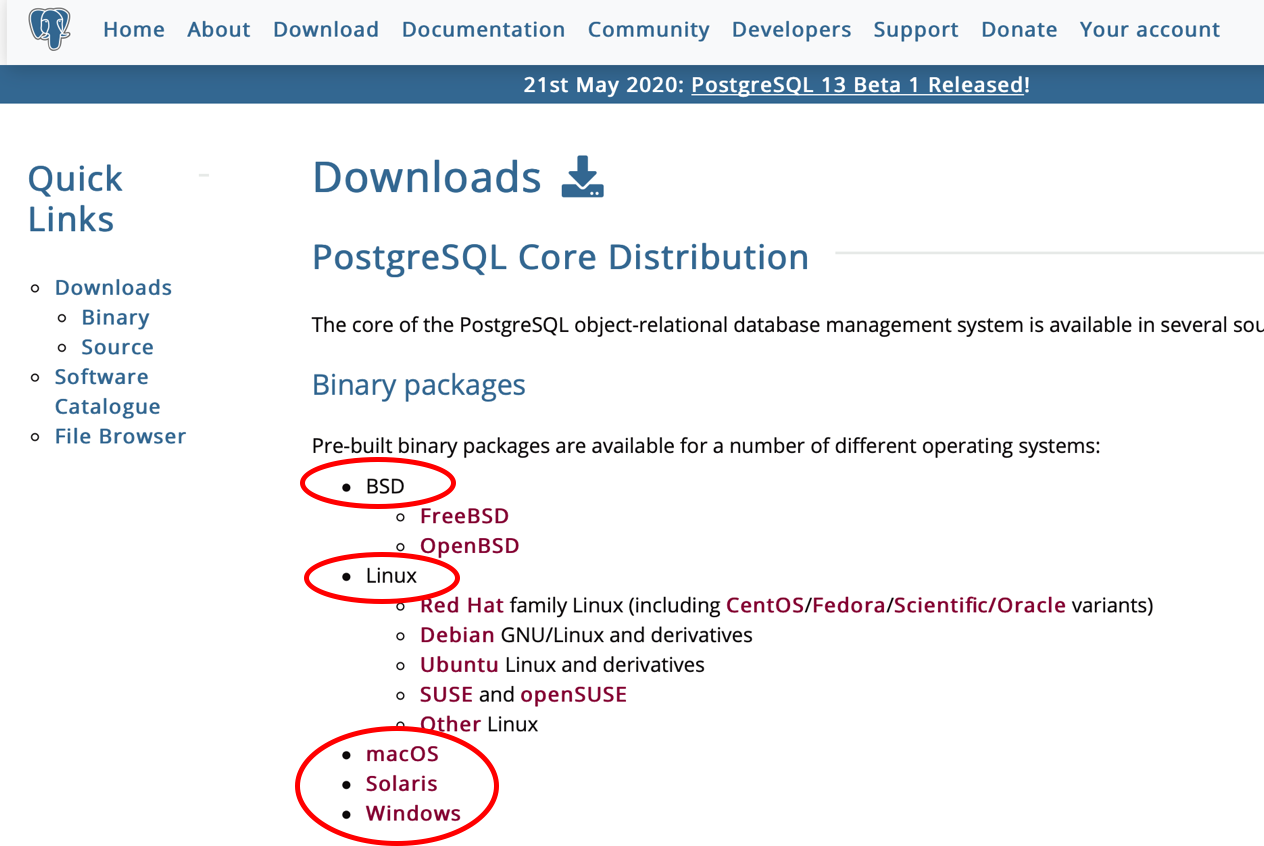 Home About Download Documentation Community Developers Support Donate Your account
21st May 2020: PostgreSQL 13 Beta 1 Released!
Quick
Links
Downloads
Binary
Source
Software
Catalogue
File Browser
Downloads
PostgreSQL Core Distribution
The core of the PostgreSQL object-relational database management system is available in several
Binary packages
Pre-built binary packages are available for a number of different operating systems:
BSD
FreeBSD
OpenBSD
Linux
Red Hat family Linux (including CentOS/Fedora/Scientific/Oracle variants)
Debian GNU/Linux and derivatives
Ubuntu Linux and derivatives
SUSE and openSUSE
Other Linux
macOS
Solaris
Windows